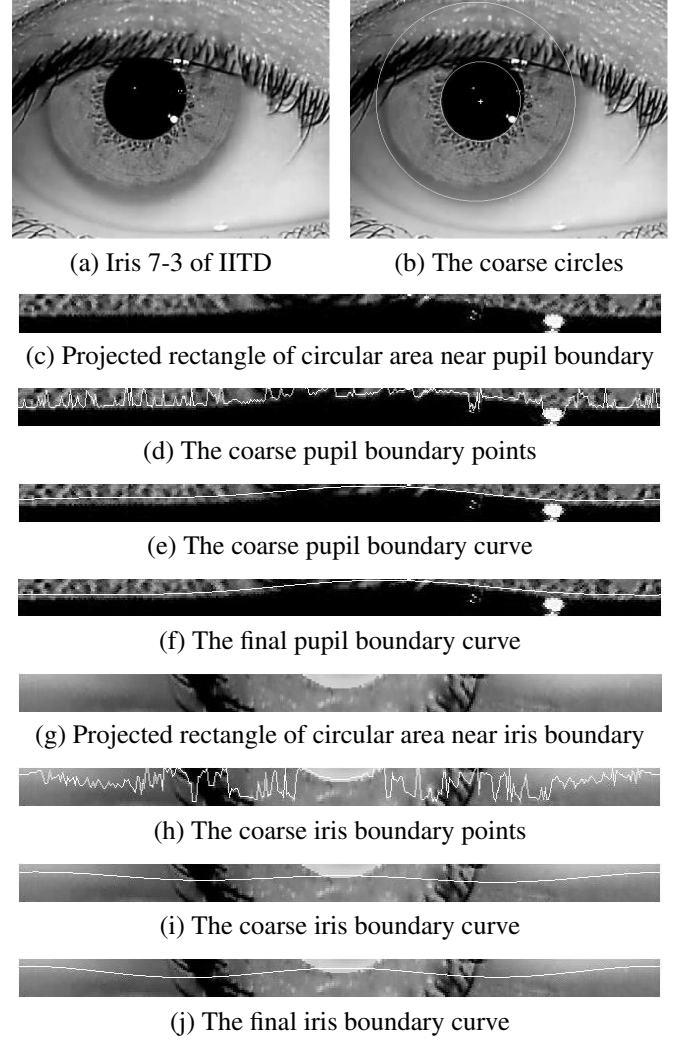 (a) Iris 7-3 of IITD
(b) The coarse circles
(c) Projected rectangle of circular area near pupil boundary
(d) The coarse pupil boundary points
(e) The coarse pupil boundary curve
(f) The final pupil boundary curve
(g) Projected rectangle of circular area near iris boundary
(h) The coarse iris boundary points
(i) The coarse iris boundary curve
(j) The final iris boundary curve